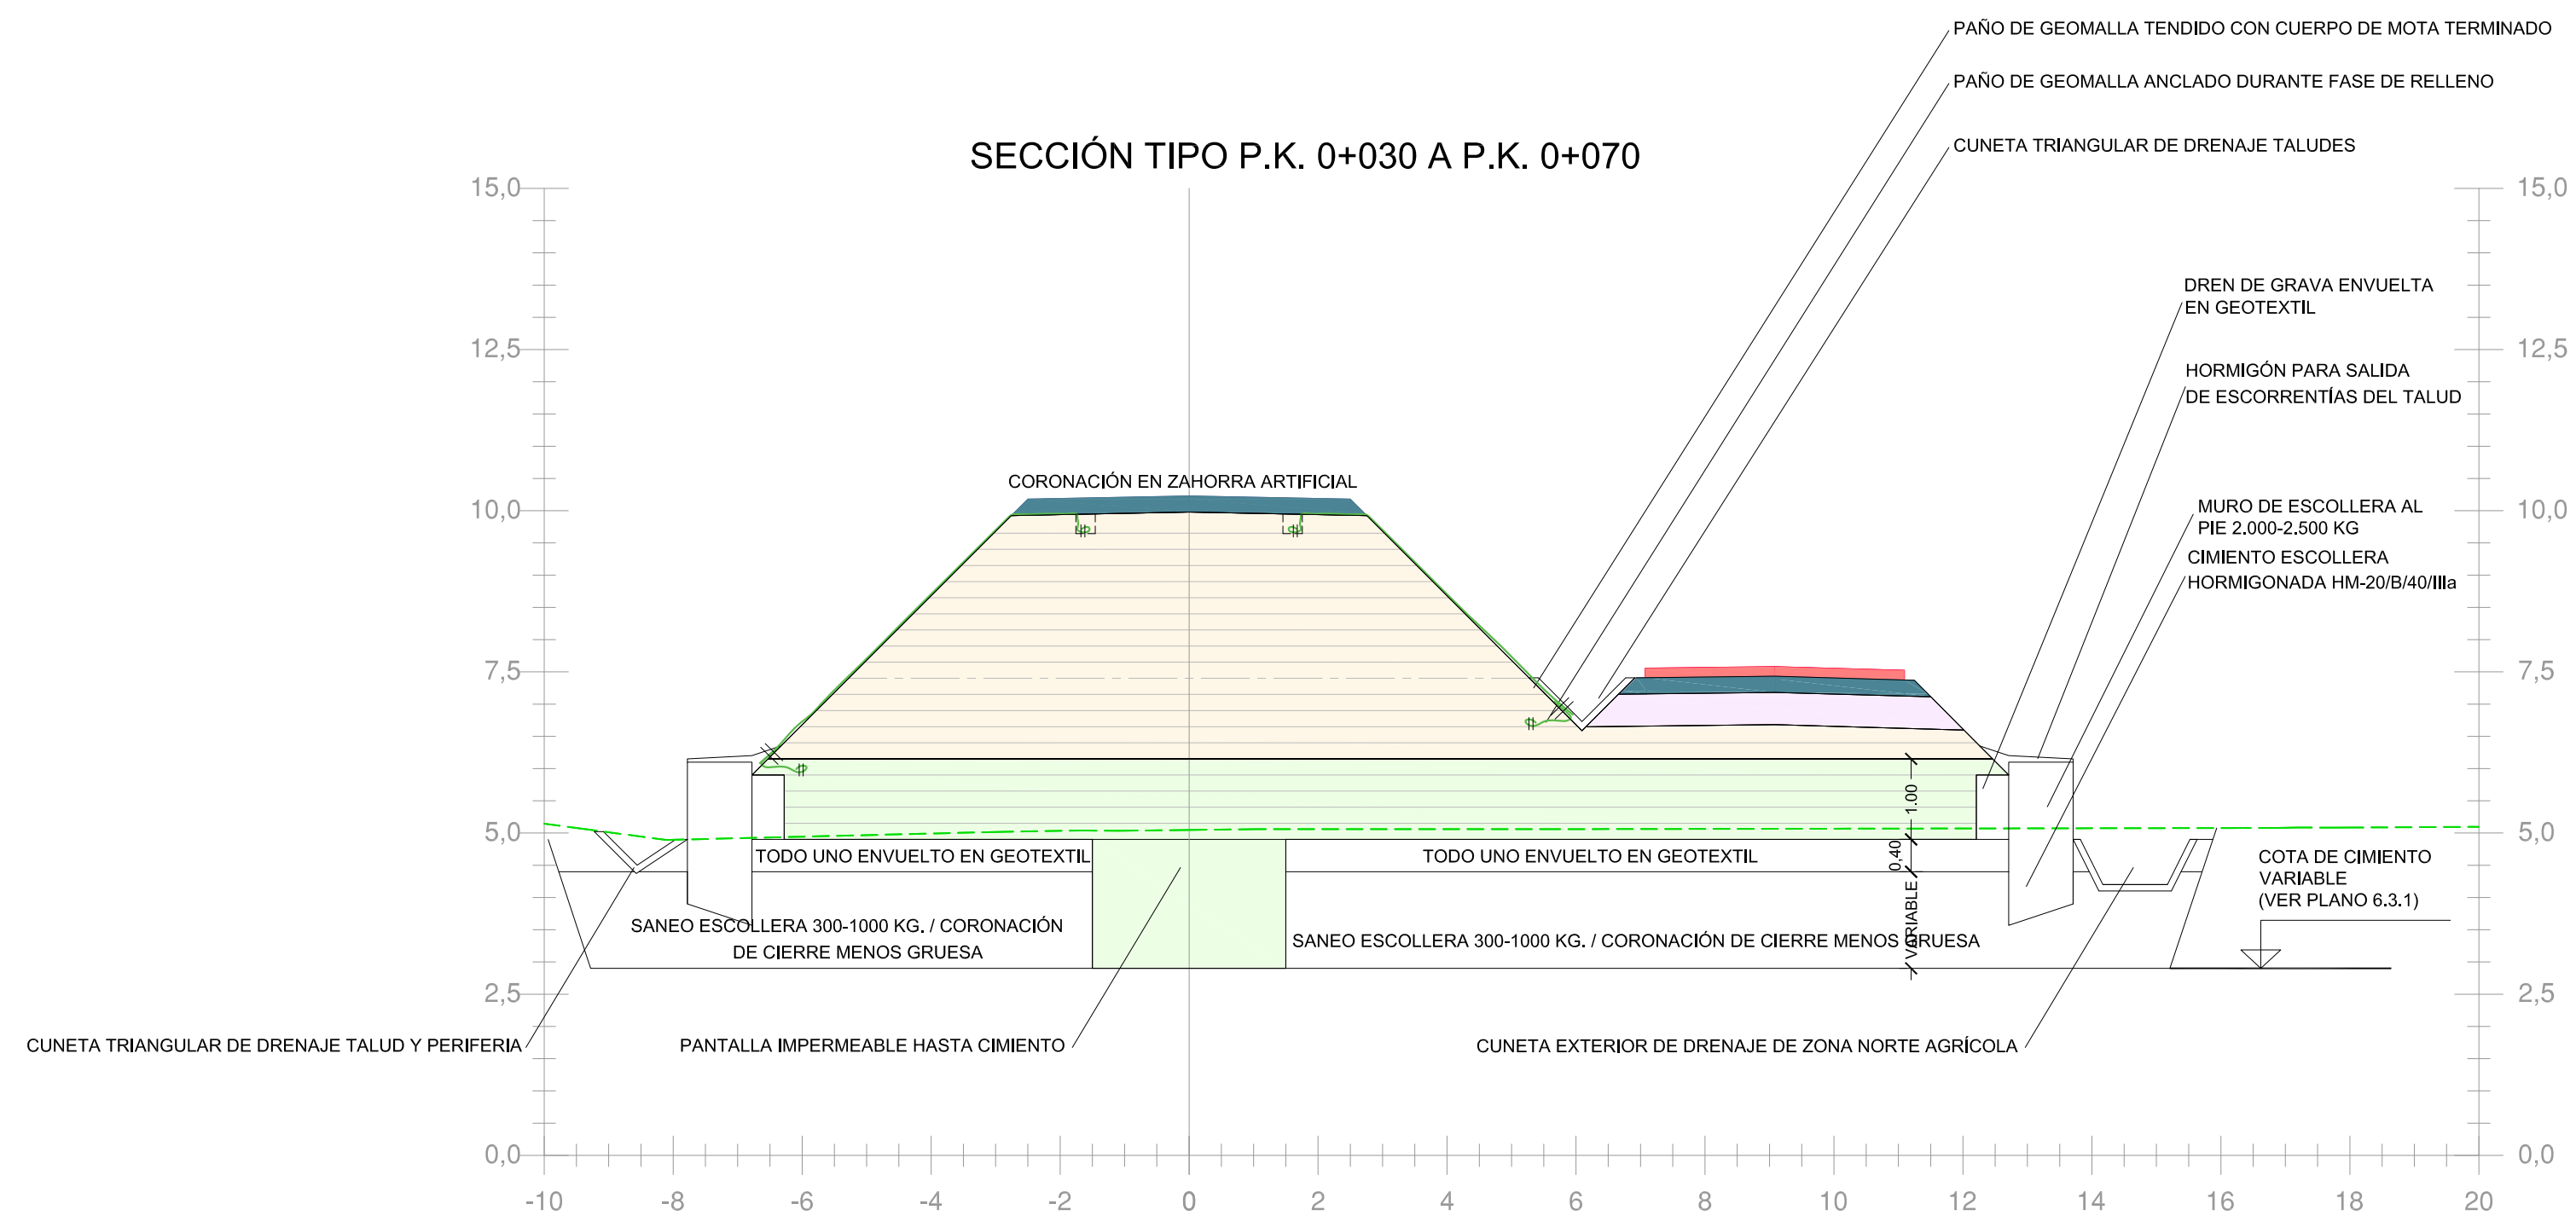 PAÑO DE GEOMALLA TENDIDO CON CUERPO DE MOTA TERMINADO
PAÑO DE GEOMALLA ANCLADO DURANTE FASE DE RELLENO
CUNETA TRIANGULAR DE DRENAJE TALUDES
SECCIÓN TIPO P.K. 0+030 A P.K. 0+070
15,0
15,0
DREN DE GRAVA ENVUELTA
EN GEOTEXTIL
12,5
12,5
HORMIGÓN PARA SALIDA
DE ESCORRENTÍAS DEL TALUD
CORONACIÓN EN ZAHORRA ARTIFICIAL
10,0
10,0
MURO DE ESCOLLERA AL
PIE 2.000-2.500 KG
CIMIENTO ESCOLLERA
HORMIGONADA HM-20/B/40/IIIa
7,5
7,5
1.00
5,0
5,0
TODO UNO ENVUELTO EN GEOTEXTIL
TODO UNO ENVUELTO EN GEOTEXTIL
0,40
COTA DE CIMIENTO
VARIABLE
(VER PLANO 6.3.1)
SANEO ESCOLLERA 300-1000 KG. / CORONACIÓN
DE CIERRE MENOS GRUESA
SANEO ESCOLLERA 300-1000 KG. / CORONACIÓN DE CIERRE MENOS GRUESA
VARIABLE
2,5
2,5
CUNETA TRIANGULAR DE DRENAJE TALUD Y PERIFERIA
PANTALLA IMPERMEABLE HASTA CIMIENTO
CUNETA EXTERIOR DE DRENAJE DE ZONA NORTE AGRÍCOLA
0,0
0,0
-10 -8 -6 -4 -2 0 2 4 6 8 10 12 14 16 18 20